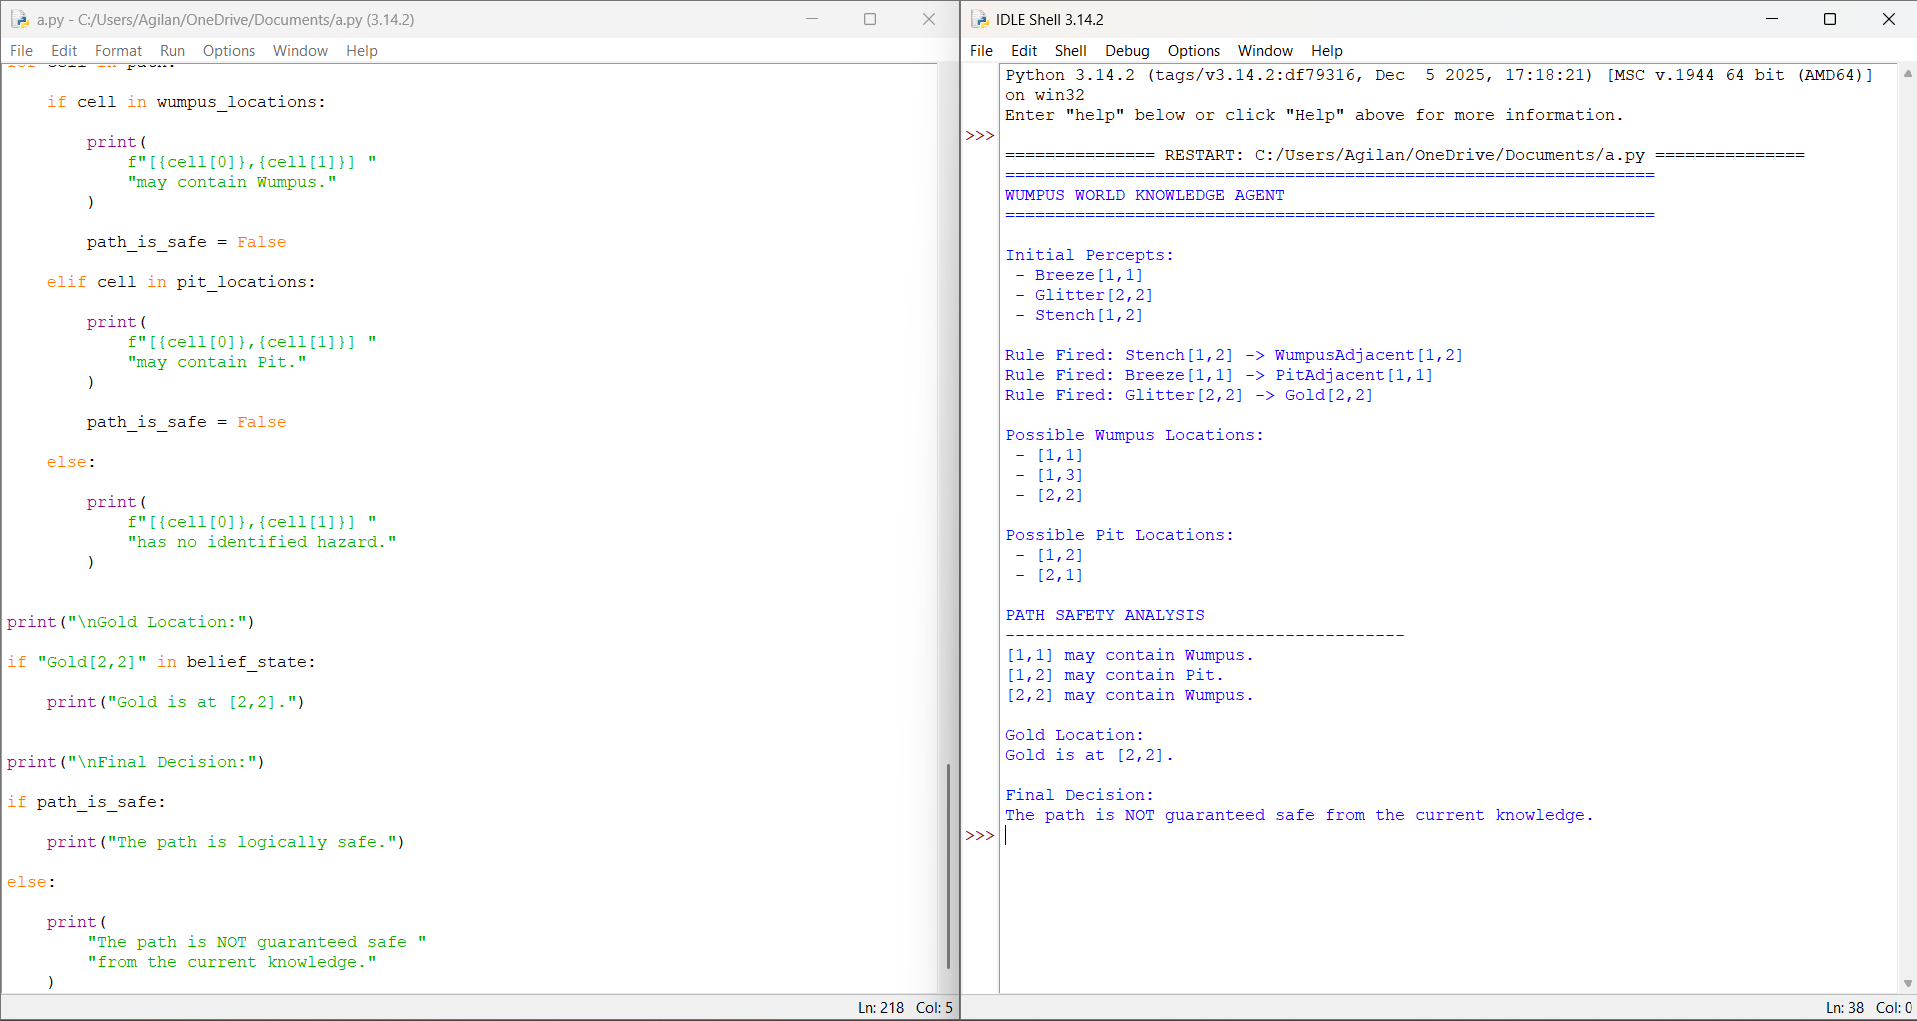 a.py - C:/Users/Agilan/OneDrive/Documents/a.py (3.14.2)
File Edit Format Run Options Window Help
for cell in path:
    if cell in wumpus_locations:
        print(
            f"[{cell[0]},{cell[1]}] "
            "may contain Wumpus."
        )
        path_is_safe = False
    elif cell in pit_locations:
        print(
            f"[{cell[0]},{cell[1]}] "
            "may contain Pit."
        )
        path_is_safe = False
    else:
        print(
            f"[{cell[0]},{cell[1]}] "
            "has no identified hazard."
        )
print("\nGold Location:")
if "Gold[2,2]" in belief_state:
    print("Gold is at [2,2].")
print("\nFinal Decision:")
if path_is_safe:
    print("The path is logically safe.")
else:
    print(
        "The path is NOT guaranteed safe "
        "from the current knowledge."
    )
Ln: 218 Col: 5
IDLE Shell 3.14.2
File Edit Shell Debug Options Window Help
Python 3.14.2 (tags/v3.14.2:df79316, Dec  5 2025, 17:18:21) [MSC v.1944 64 bit (AMD64)]
on win32
Enter "help" below or click "Help" above for more information.
>>>
=============== RESTART: C:/Users/Agilan/OneDrive/Documents/a.py ===============
=================================================================
WUMPUS WORLD KNOWLEDGE AGENT
=================================================================
Initial Percepts:
 - Breeze[1,1]
 - Glitter[2,2]
 - Stench[1,2]
Rule Fired: Stench[1,2] -> WumpusAdjacent[1,2]
Rule Fired: Breeze[1,1] -> PitAdjacent[1,1]
Rule Fired: Glitter[2,2] -> Gold[2,2]
Possible Wumpus Locations:
 - [1,1]
 - [1,3]
 - [2,2]
Possible Pit Locations:
 - [1,2]
 - [2,1]
PATH SAFETY ANALYSIS
----------------------------------------
[1,1] may contain Wumpus.
[1,2] may contain Pit.
[2,2] may contain Wumpus.
Gold Location:
Gold is at [2,2].
Final Decision:
The path is NOT guaranteed safe from the current knowledge.
>>>
Ln: 38 Col: 0